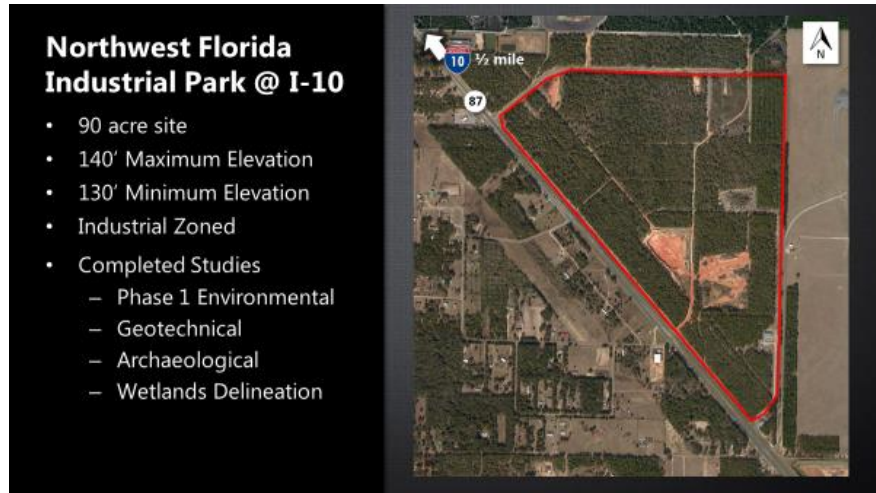 Northwest Florida
Industrial Park @ I-10
• 90 acre site
• 140' Maximum Elevation
• 130' Minimum Elevation
• Industrial Zoned
• Completed Studies
– Phase 1 Environmental
– Geotechnical
– Archaeological
– Wetlands Delineation
10 ½ mile
87
N